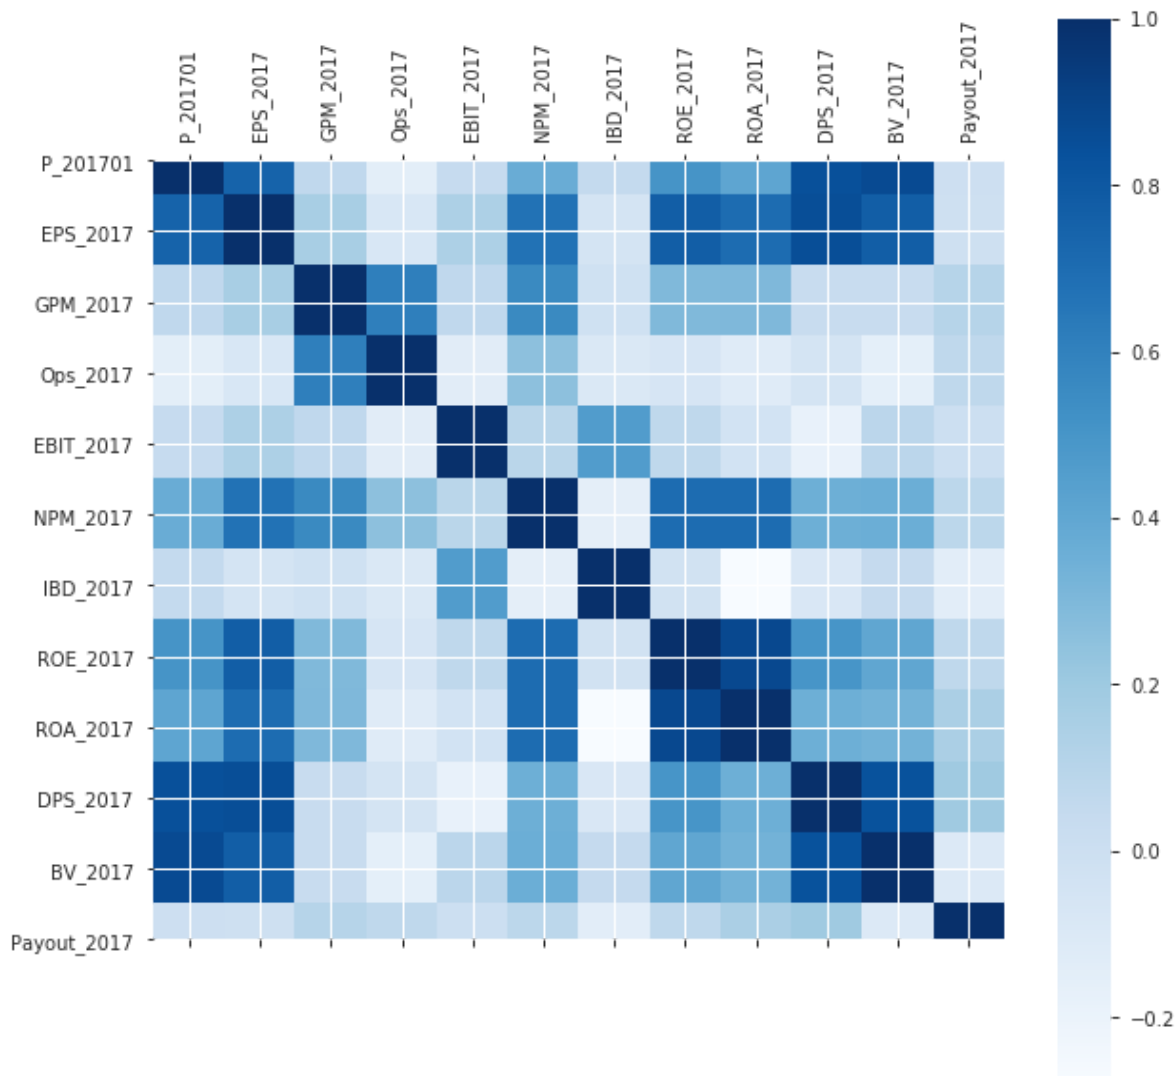 P_201701
EPS_2017
GPM_2017
Ops_2017
EBIT_2017
NPM_2017
IBD_2017
ROE_2017
ROA_2017
DPS_2017
BV_2017
Payout_2017
P_201701
EPS_2017
GPM_2017
Ops_2017
EBIT_2017
NPM_2017
IBD_2017
ROE_2017
ROA_2017
DPS_2017
BV_2017
Payout_2017
1.0
0.8
0.6
0.4
0.2
0.0
−0.2